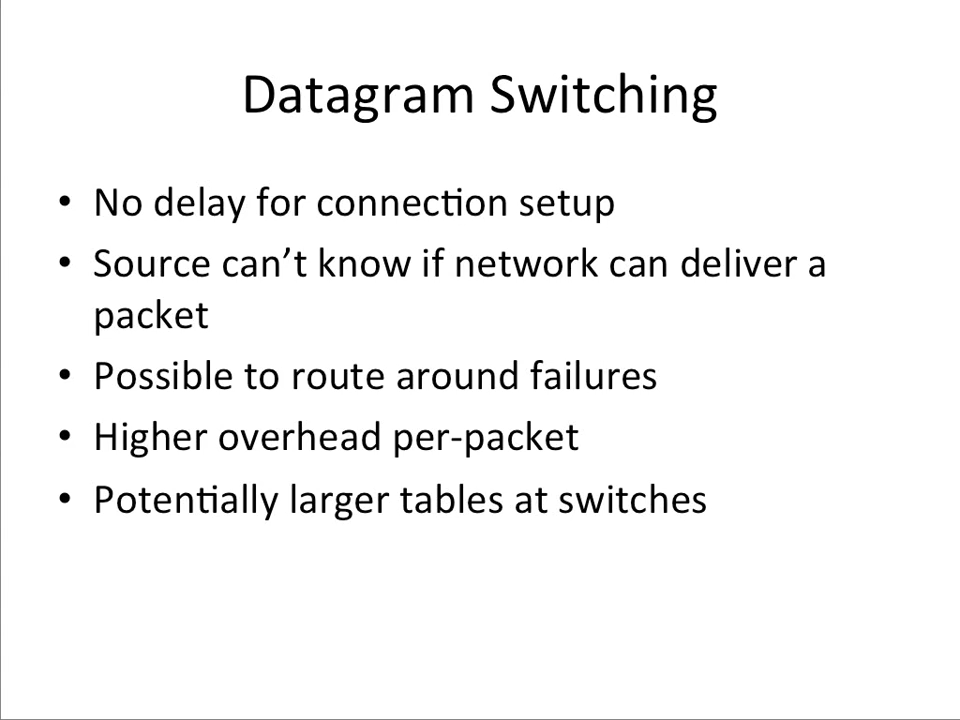 Datagram Switching
• No delay for connection setup
• Source can’t know if network can deliver a
packet
• Possible to route around failures
• Higher overhead per-packet
• Potentially larger tables at switches